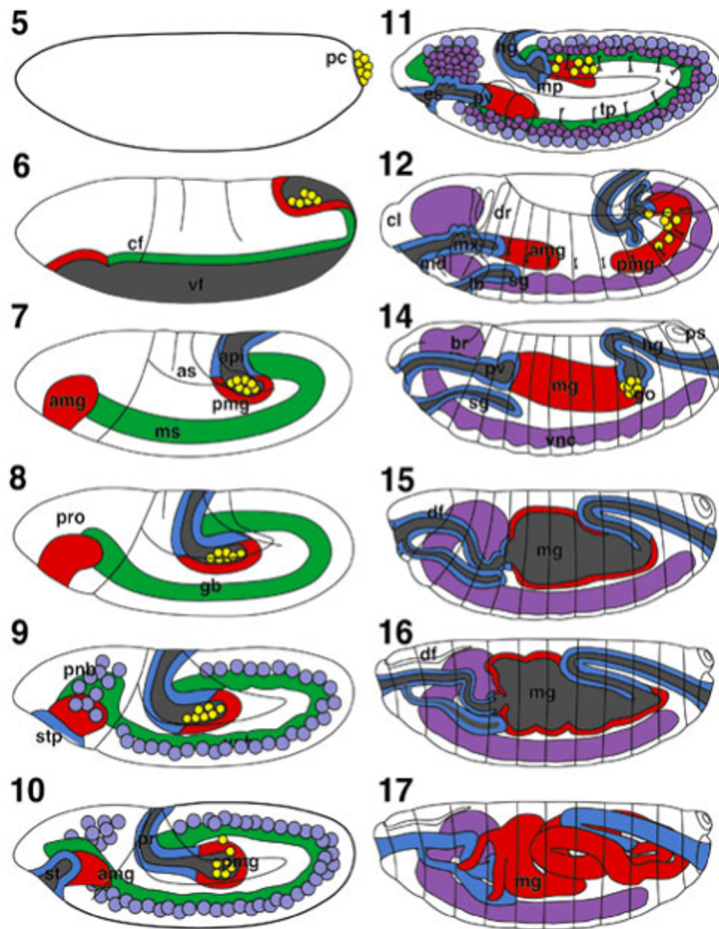 5
pc
6
cf
vf
7
api
as
amg
pmg
ms
8
pro
gb
9
pnb
stp
10
pr
st
amg
pmg
11
hg
mp
es
pv
tp
12
cl
dr
mx
amg
md
pmg
lb
sg
14
ps
br
hg
pv
mg
go
sg
vnc
15
df
mg
16
df
mg
17
mg